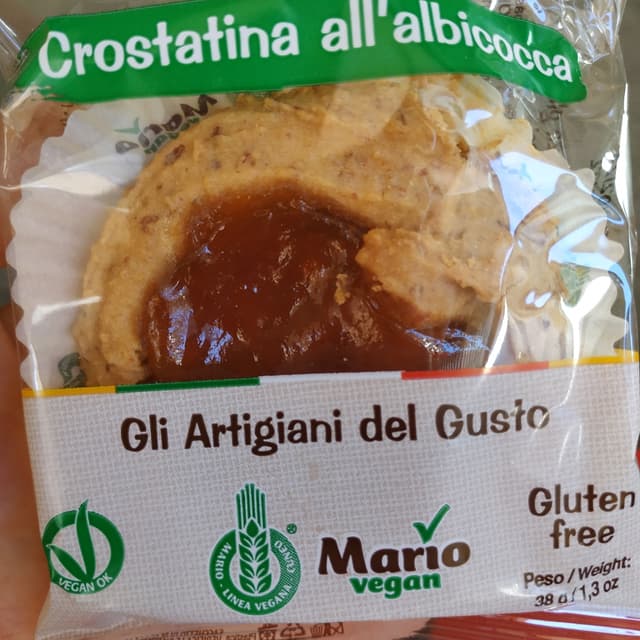 Crostatina all'albicocca
Gli Artigiani del Gusto
VEGAN OK
MARIO
LINEA VEGANA
CUNEO
®
Mario
vegan
Gluten
free
Peso / Weight:
38 g / 1,3 oz